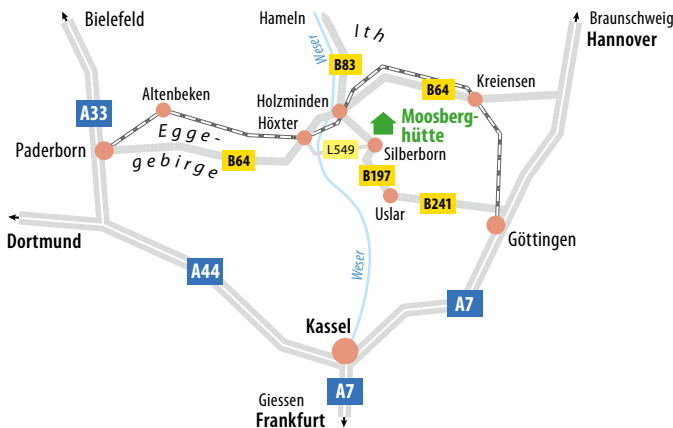 Bielefeld
Hameln
Braunschweig
Hannover
Weser
Ith
B83
B64
Kreiensen
A33
Altenbeken
Holzminden
Höxter
Moosberg-
hütte
Egge-
gebirge
Paderborn
B64
L549
Silberborn
B197
Uslar
B241
Dortmund
Göttingen
Weser
A44
A7
Kassel
A7
Giessen
Frankfurt